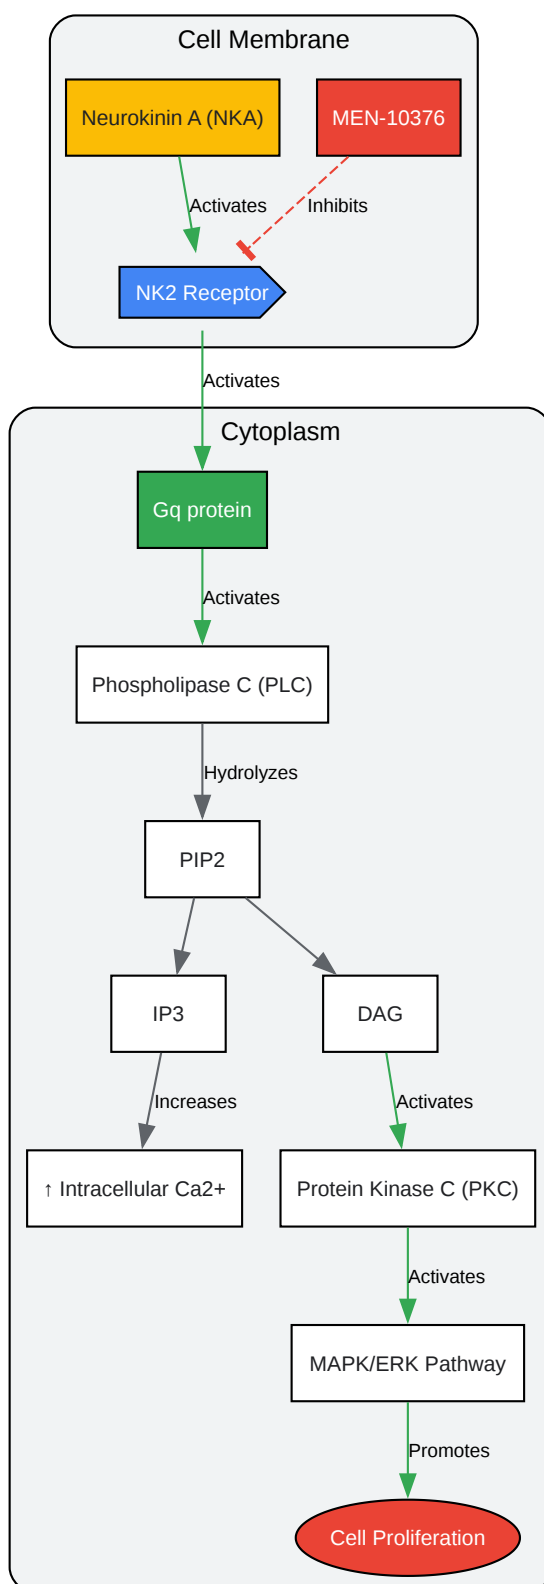 Cell Membrane
Neurokinin A (NKA)
MEN-10376
Activates
Inhibits
NK2 Receptor
Activates
Cytoplasm
Gq protein
Activates
Phospholipase C (PLC)
Hydrolyzes
PIP2
IP3
DAG
Increases
Activates
↑ Intracellular Ca2+
Protein Kinase C (PKC)
Activates
MAPK/ERK Pathway
Promotes
Cell Proliferation